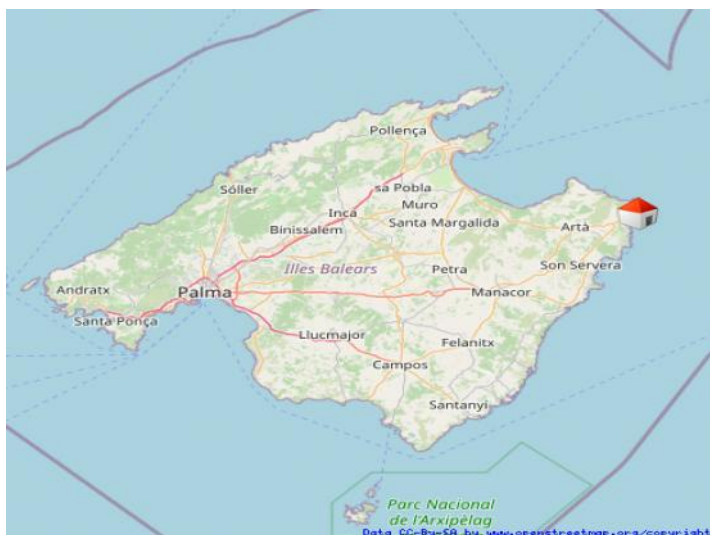 Pollença
Sóller
sa Pobla
Muro
Inca
Santa Margalida
Binissalem
Artà
Illes Balears
Petra
Son Servera
Andratx
Palma
Manacor
Santa Ponça
Llucmajor
Felanitx
Campos
Santanyí
Parc Nacional
de l'Arxipèlag
Data CC-By-SA by www.openstreetmap.org/copyright